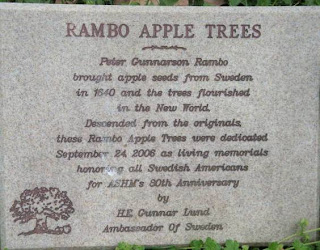 RAMBO APPLE TREES
Peter Gunnarson Rambo
brought apple seeds from Sweden
in 1640 and the trees flourished
in the New World.
Descended from the originals,
these Rambo Apple Trees were dedicated
September 24, 2006 as living memorials
honoring all Swedish Americans
for ASHM's 80th Anniversary
by
H.E. Gunnar Lund
Ambassador Of Sweden